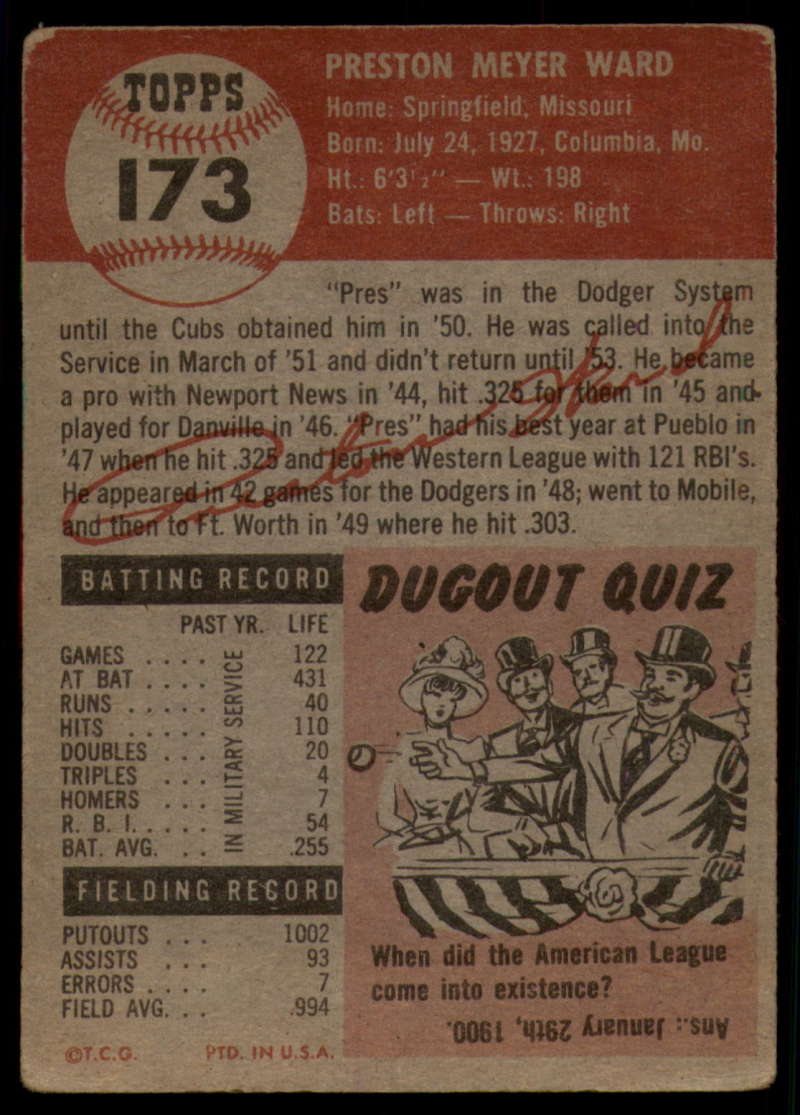 TOPPS
173
PRESTON MEYER WARD
Home: Springfield, Missouri
Born: July 24, 1927, Columbia, Mo.
Ht.: 6'3½" — Wt.: 198
Bats: Left — Throws: Right
"Pres" was in the Dodger System
until the Cubs obtained him in '50. He was called into the
Service in March of '51 and didn't return until '53. He became
a pro with Newport News in '44, hit .325 for them in '45 and
played for Danville in '46. "Pres" had his best year at Pueblo in
'47 when he hit .325 and led the Western League with 121 RBI's.
He appeared in 42 games for the Dodgers in '48; went to Mobile,
and then to Ft. Worth in '49 where he hit .303.
Preston Ward
BATTING RECORD
PAST YR. LIFE
GAMES .... 122
AT BAT .... 431
RUNS ..... 40
HITS ..... 110
DOUBLES ... 20
TRIPLES ... 4
HOMERS ... 7
R. B. I. .... 54
BAT. AVG. .. .255
IN MILITARY SERVICE
FIELDING RECORD
PUTOUTS ... 1002
ASSISTS ... 93
ERRORS .... 7
FIELD AVG. .. .994
©T.C.G. PTD. IN U.S.A.
DUGOUT QUIZ
When did the American League
come into existence?
Ans.: January 29th, 1900.